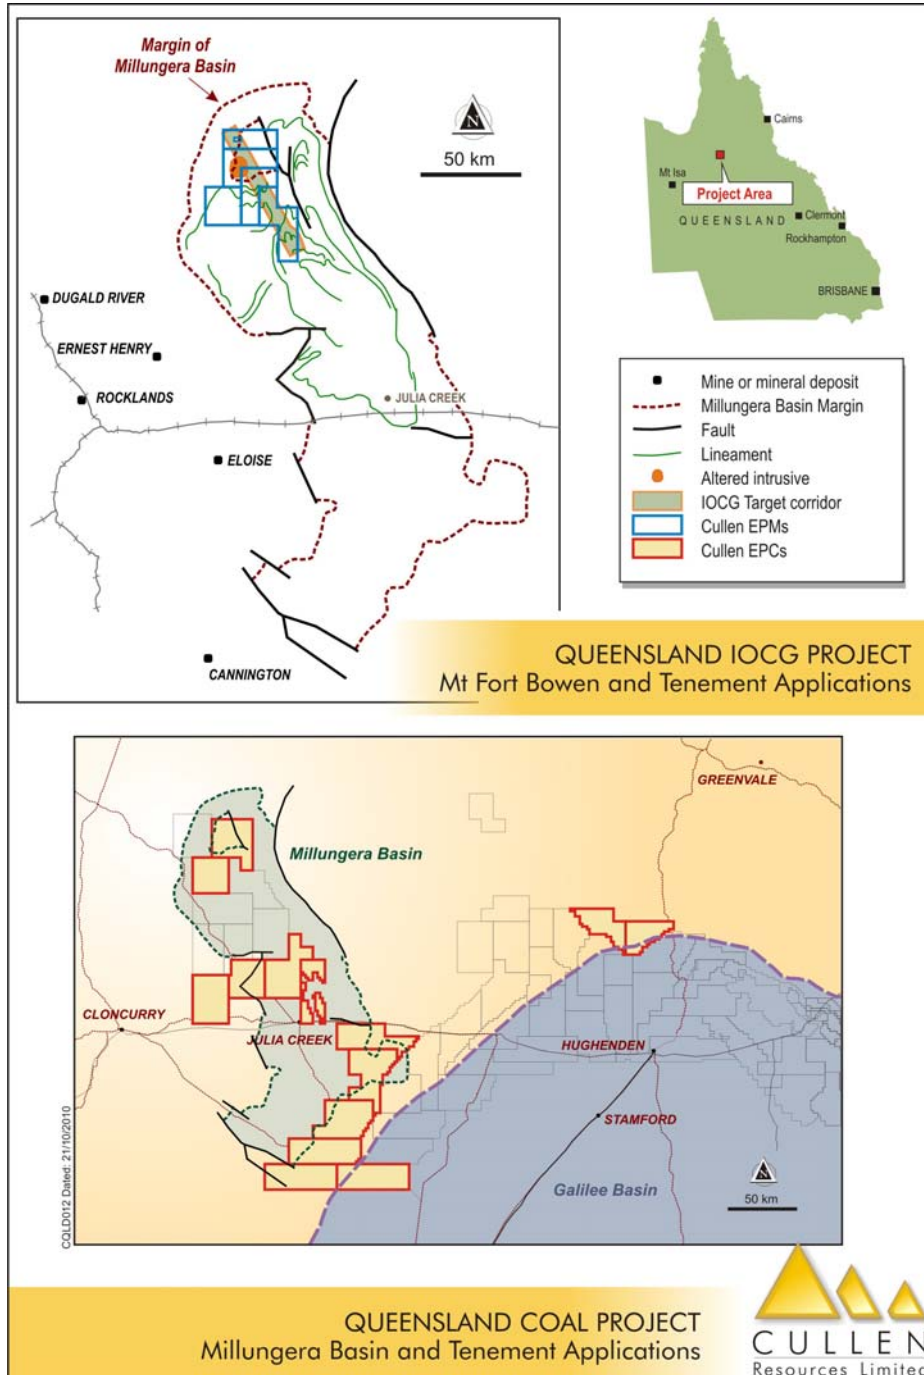 Margin of
Millungera Basin
N
50 km
DUGALD RIVER
ERNEST HENRY
ROCKLANDS
JULIA CREEK
ELOISE
CANNINGTON
Cairns
Mt Isa
Project Area
Clermont
QUEENSLAND
Rockhampton
BRISBANE
Mine or mineral deposit
Millungera Basin Margin
Fault
Lineament
Altered intrusive
IOCG Target corridor
Cullen EPMs
Cullen EPCs
QUEENSLAND IOCG PROJECT
Mt Fort Bowen and Tenement Applications
GREENVALE
Millungera Basin
CLONCURRY
JULIA CREEK
HUGHENDEN
STAMFORD
Galilee Basin
N
50 km
CQLD012 Dated: 21/10/2010
QUEENSLAND COAL PROJECT
Millungera Basin and Tenement Applications
CULLEN
Resources Limited